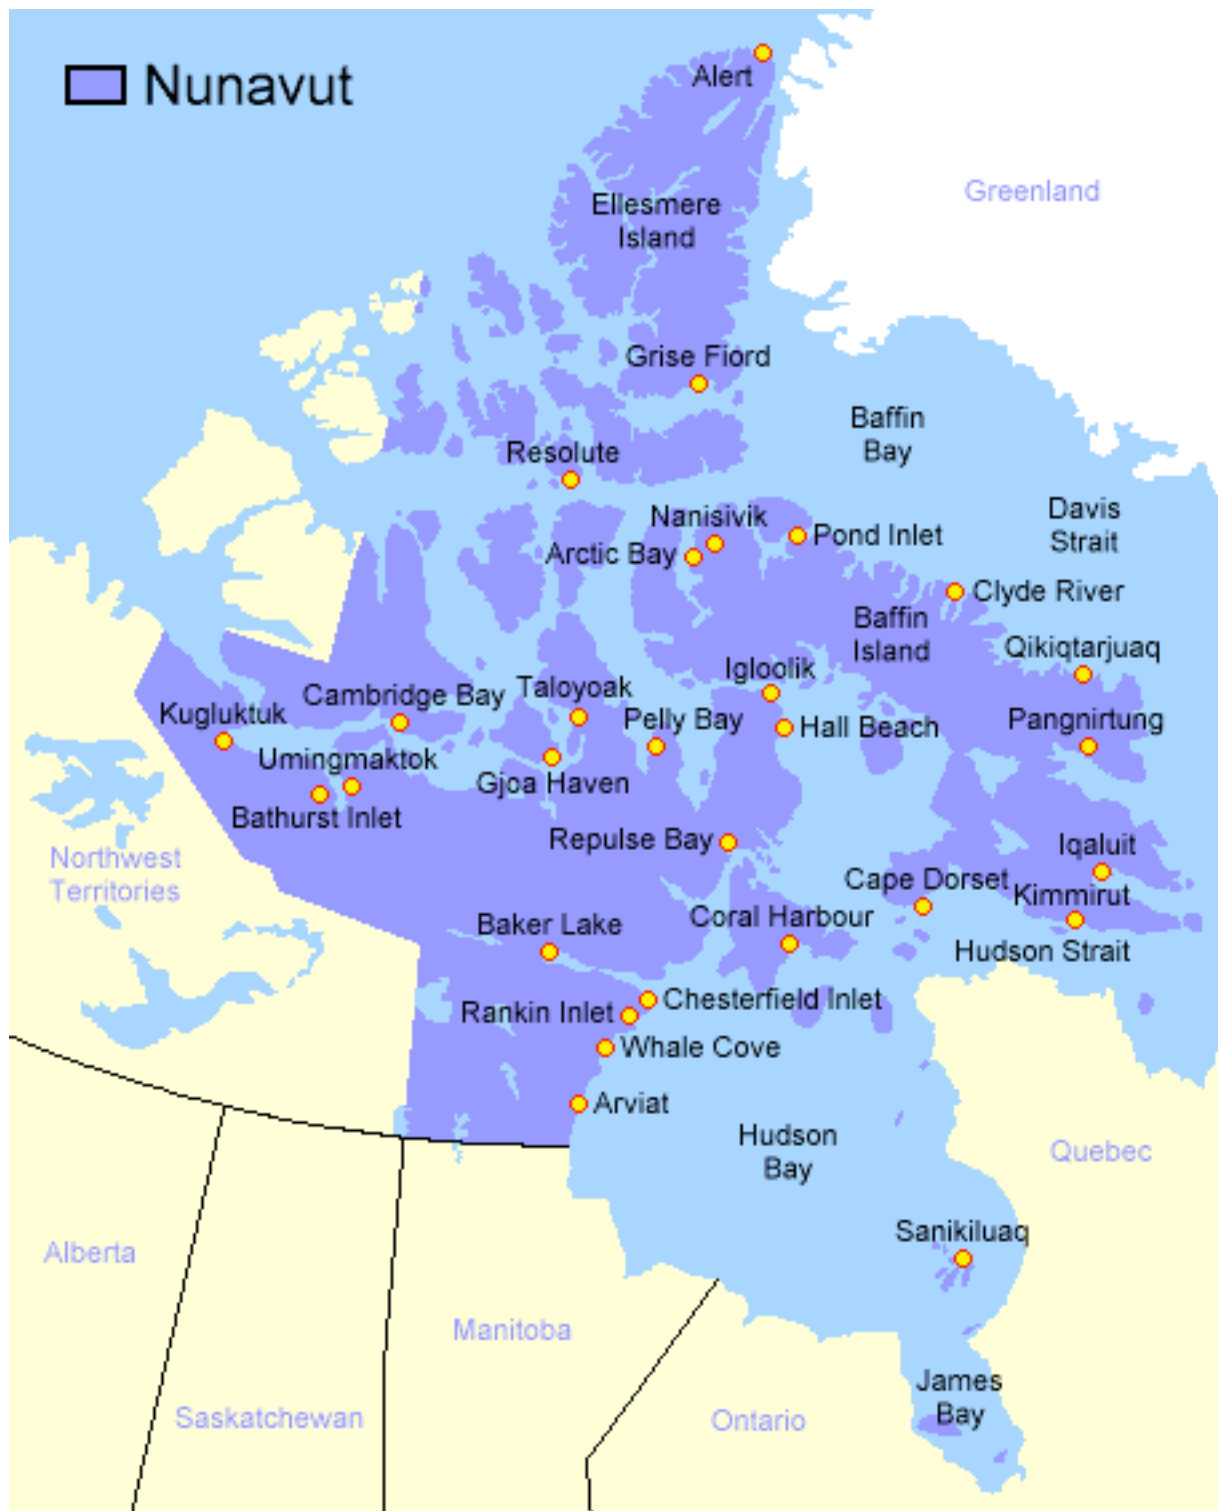 Nunavut
Alert
Greenland
Ellesmere
Island
Grise Fiord
Baffin
Bay
Resolute
Davis
Strait
Nanisivik
Pond Inlet
Arctic Bay
Clyde River
Baffin
Island
Qikiqtarjuaq
Igloolik
Taloyoak
Cambridge Bay
Kugluktuk
Pelly Bay
Hall Beach
Pangnirtung
Umingmaktok
Gjoa Haven
Bathurst Inlet
Repulse Bay
Iqaluit
Northwest
Territories
Cape Dorset
Kimmirut
Coral Harbour
Baker Lake
Hudson Strait
Chesterfield Inlet
Rankin Inlet
Whale Cove
Arviat
Hudson
Bay
Quebec
Sanikiluaq
Alberta
Manitoba
James
Bay
Saskatchewan
Ontario